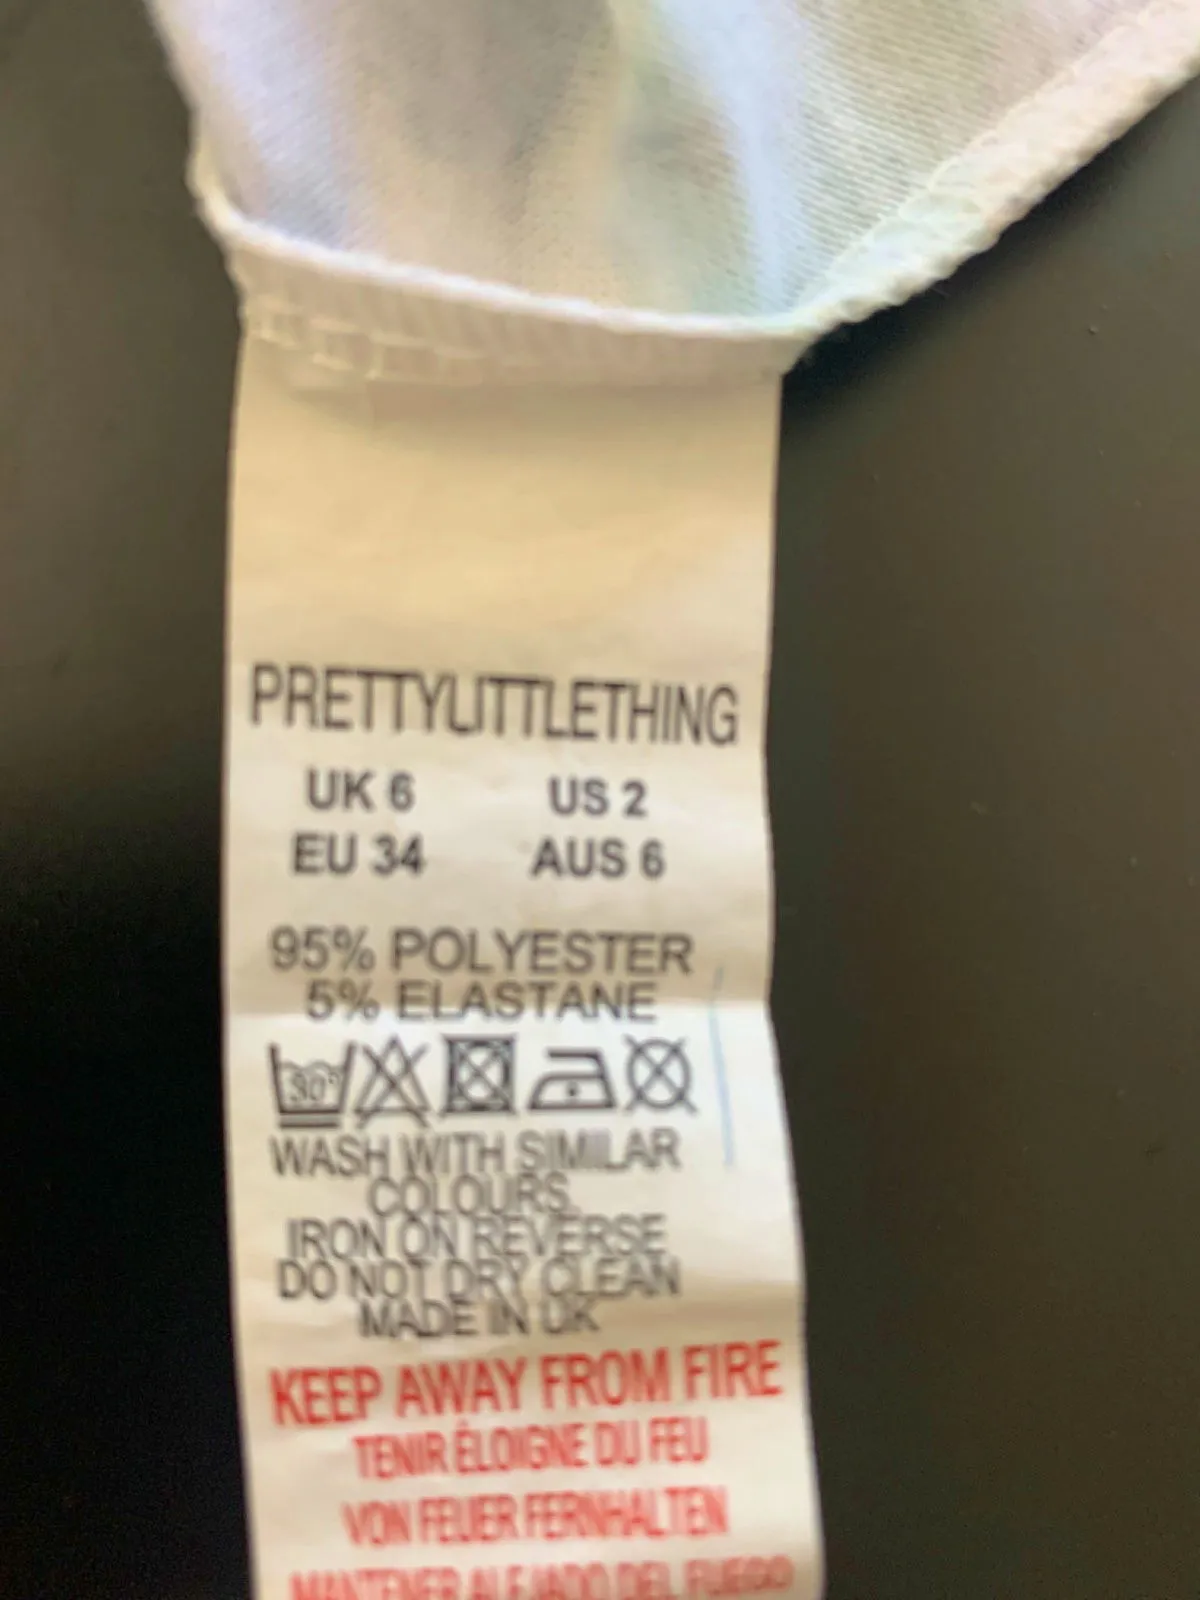 PRETTYLITTLETHING
UK 6 US 2
EU 34 AUS 6
95% POLYESTER
5% ELASTANE
30°
WASH WITH SIMILAR
COLOURS.
IRON ON REVERSE
DO NOT DRY CLEAN
MADE IN UK
KEEP AWAY FROM FIRE
TENIR ÉLOIGNE DU FEU
VON FEUER FERNHALTEN
MANTENER ALEJADO DEL FUEGO